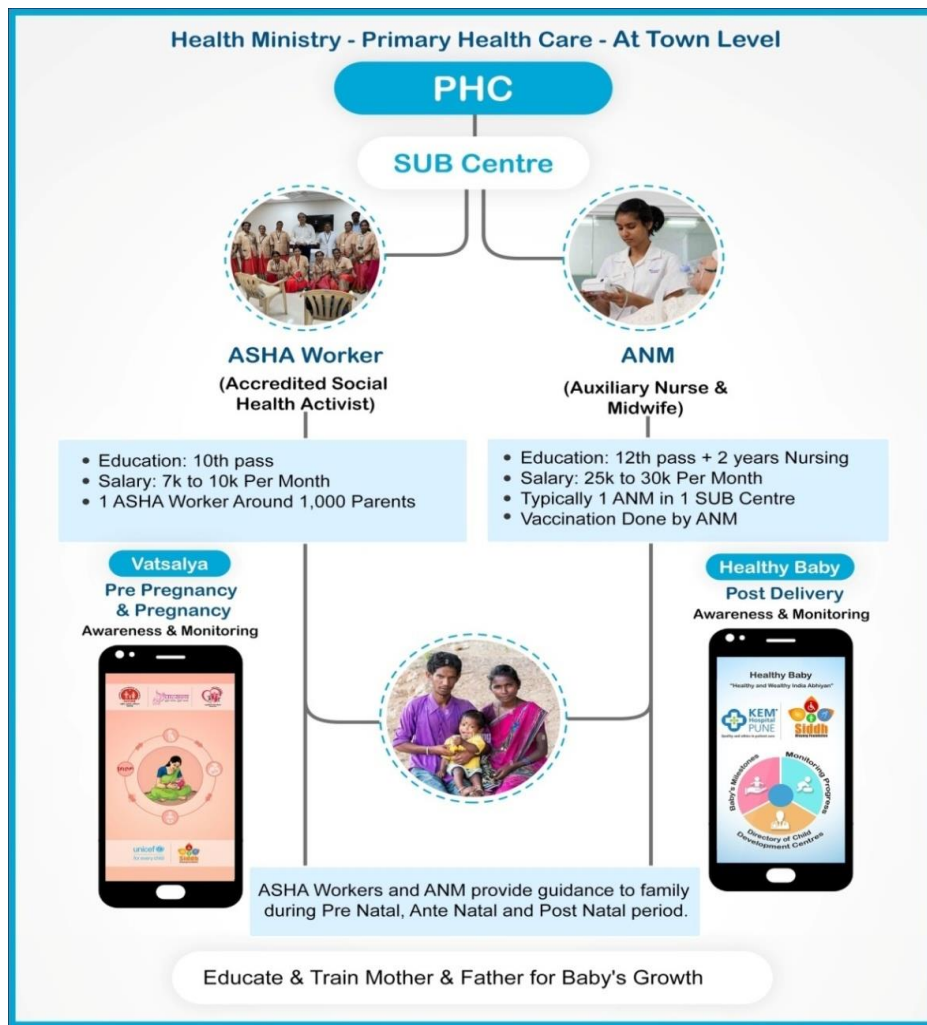 Health Ministry - Primary Health Care - At Town Level
PHC
SUB Centre
ASHA Worker
(Accredited Social
Health Activist)
• Education: 10th pass
• Salary: 7k to 10k Per Month
• 1 ASHA Worker Around 1,000 Parents
ANM
(Auxiliary Nurse &
Midwife)
• Education: 12th pass + 2 years Nursing
• Salary: 25k to 30k Per Month
• Typically 1 ANM in 1 SUB Centre
• Vaccination Done by ANM
Vatsalya
Pre Pregnancy
& Pregnancy
Awareness & Monitoring
unicef
for every child
Siddh
Healthy Baby
Post Delivery
Awareness & Monitoring
Healthy Baby
"Healthy and Wealthy India Abhiyan"
KEM
Hospital
PUNE
Siddh
Baby's Milestones
Monitoring Progress
Directory of Child
Development Centres
ASHA Workers and ANM provide guidance to family
during Pre Natal, Ante Natal and Post Natal period.
Educate & Train Mother & Father for Baby's Growth